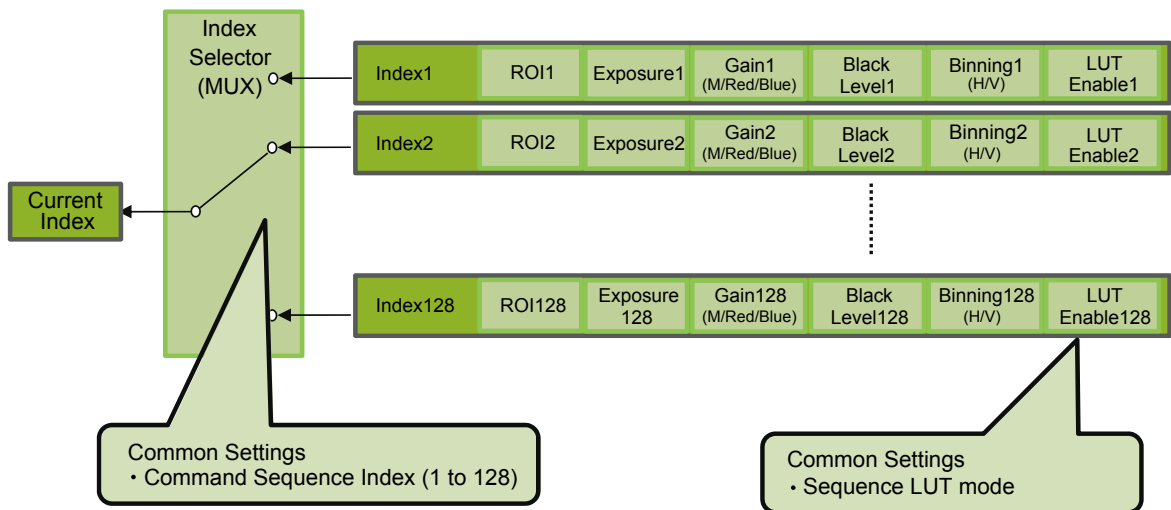 Index
Selector
(MUX)
Current
Index
Index1
ROI1
Exposure1
Gain1
(M/Red/Blue)
Black
Level1
Binning1
(H/V)
LUT
Enable1
Index2
ROI2
Exposure2
Gain2
(M/Red/Blue)
Black
Level2
Binning2
(H/V)
LUT
Enable2
Index128
ROI128
Exposure
128
Gain128
(M/Red/Blue)
Black
Level128
Binning128
(H/V)
LUT
Enable128
Common Settings
・Command Sequence Index (1 to 128)
Common Settings
・Sequence LUT mode